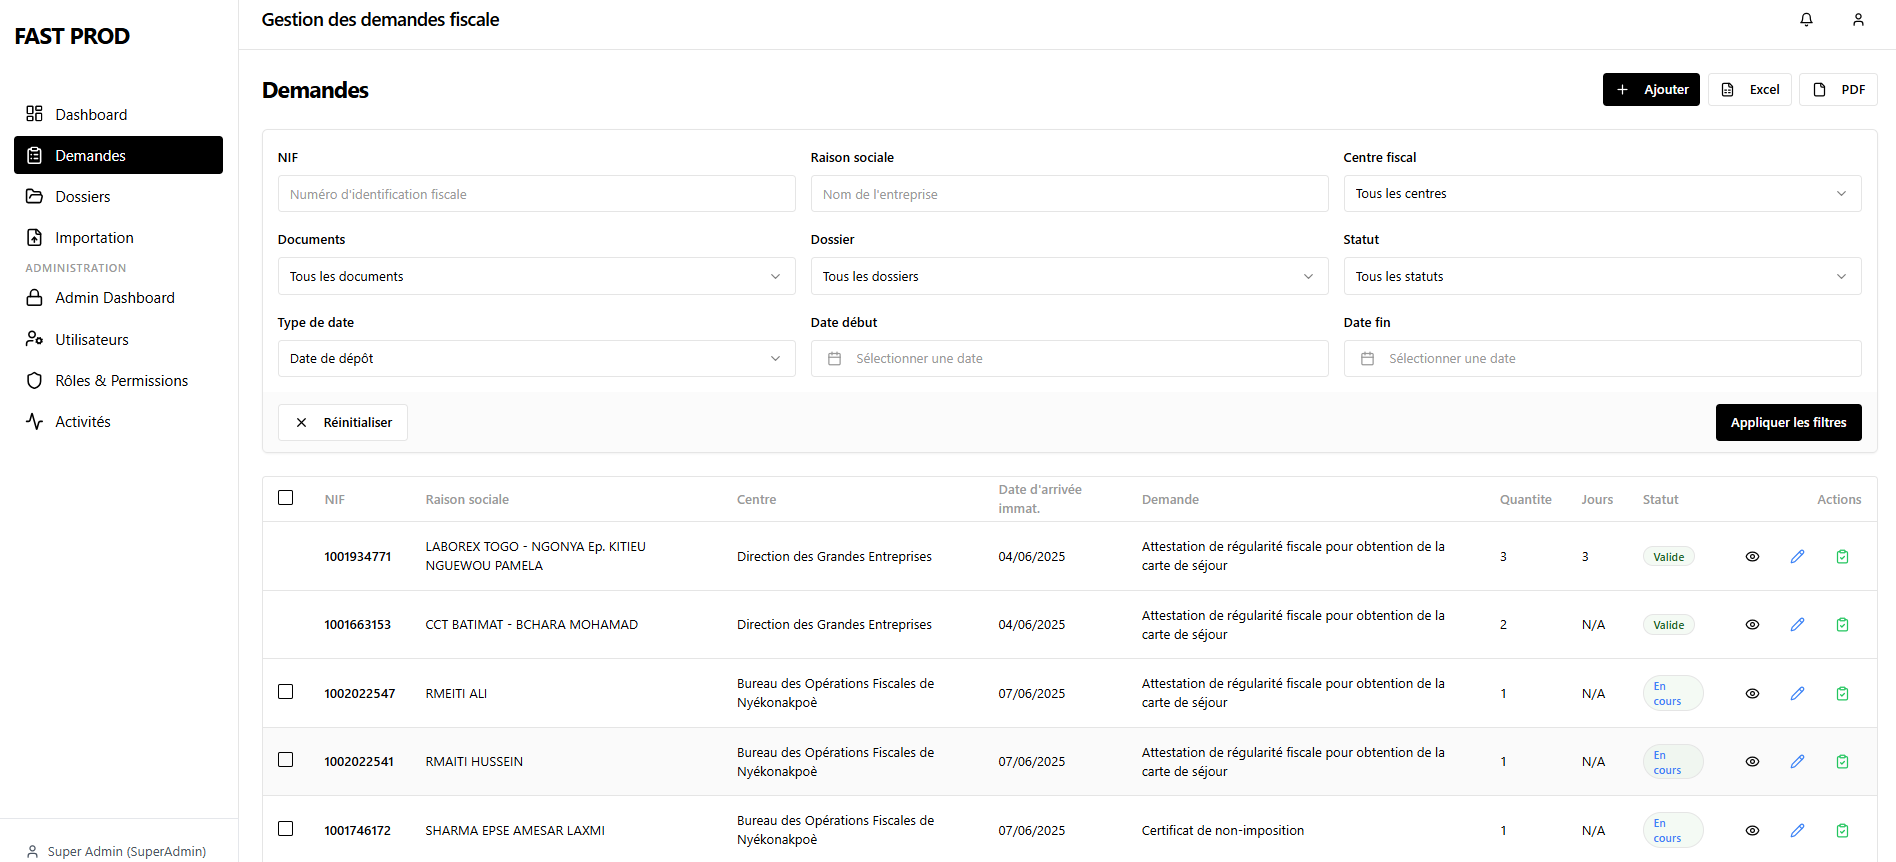 FAST PROD
Dashboard
Demandes
Dossiers
Importation
ADMINISTRATION
Admin Dashboard
Utilisateurs
Rôles & Permissions
Activités
Super Admin (SuperAdmin)
Gestion des demandes fiscale
Demandes
Ajouter
Excel
PDF
NIF
Raison sociale
Centre fiscal
Numéro d'identification fiscale
Nom de l'entreprise
Tous les centres
Documents
Dossier
Statut
Tous les documents
Tous les dossiers
Tous les statuts
Type de date
Date début
Date fin
Date de dépôt
Sélectionner une date
Sélectionner une date
Réinitialiser
Appliquer les filtres
NIF
Raison sociale
Centre
Date d'arrivée
immat.
Demande
Quantite
Jours
Statut
Actions
1001934771
LABOREX TOGO - NGONYA Ep. KITIEU
NGUEWOU PAMELA
Direction des Grandes Entreprises
04/06/2025
Attestation de régularité fiscale pour obtention de la
carte de séjour
3
3
Valide
1001663153
CCT BATIMAT - BCHARA MOHAMAD
Direction des Grandes Entreprises
04/06/2025
Attestation de régularité fiscale pour obtention de la
carte de séjour
2
N/A
Valide
1002022547
RMEITI ALI
Bureau des Opérations Fiscales de
Nyékonakpoè
07/06/2025
Attestation de régularité fiscale pour obtention de la
carte de séjour
1
N/A
En
cours
1002022541
RMAITI HUSSEIN
Bureau des Opérations Fiscales de
Nyékonakpoè
07/06/2025
Attestation de régularité fiscale pour obtention de la
carte de séjour
1
N/A
En
cours
1001746172
SHARMA EPSE AMESAR LAXMI
Bureau des Opérations Fiscales de
Nyékonakpoè
07/06/2025
Certificat de non-imposition
1
N/A
En
cours